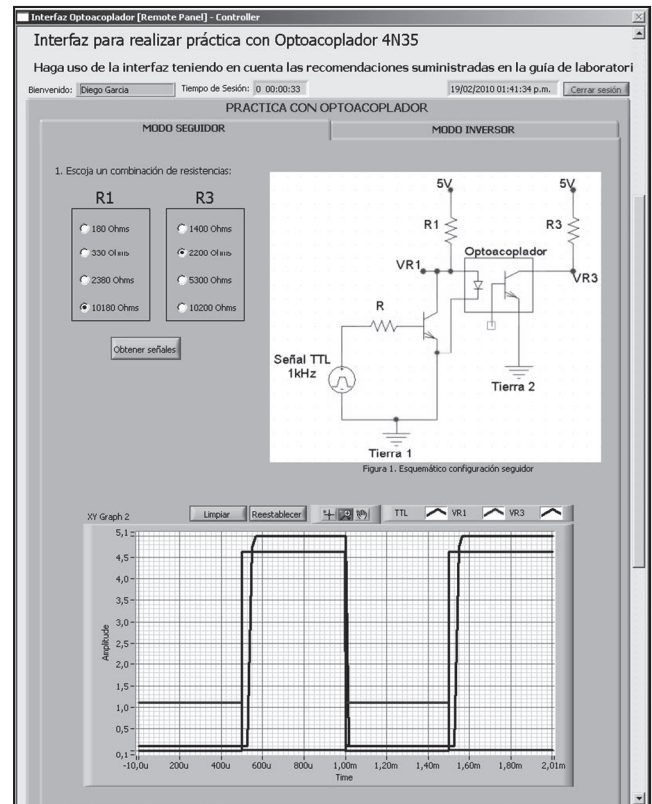 Interfaz Optoacoplador [Remote Panel] - Controller
Interfaz para realizar práctica con Optoacoplador 4N35
Haga uso de la interfaz teniendo en cuenta las recomendaciones suministradas en la guía de laboratori
Bienvenido: Diego Garcia Tiempo de Sesión: 0 00:00:33 19/02/2010 01:41:34 p.m. Cerrar sesión
PRACTICA CON OPTOACOPLADOR
MODO SEGUIDOR MODO INVERSOR
1. Escoja un combinación de resistencias:
R1 R3
180 Ohms 1400 Ohms
330 Ohms 2200 Ohms
2380 Ohms 5300 Ohms
10180 Ohms 10200 Ohms
Obtener señales
5V 5V
R1 R3
Optoacoplador
VR1 VR3
R
Señal TTL
1kHz
Tierra 2
Tierra 1
Figura 1. Esquemático configuración seguidor
XY Graph 2 Limpiar Reestablecer TTL VR1 VR3
5,1
4,5
4,0
3,5
3,0
2,5
2,0
1,5
1,0
0,5
0,1
Amplitude
-10,0u 200u 400u 600u 800u 1,00m 1,20m 1,40m 1,60m 1,80m 2,01m
Time